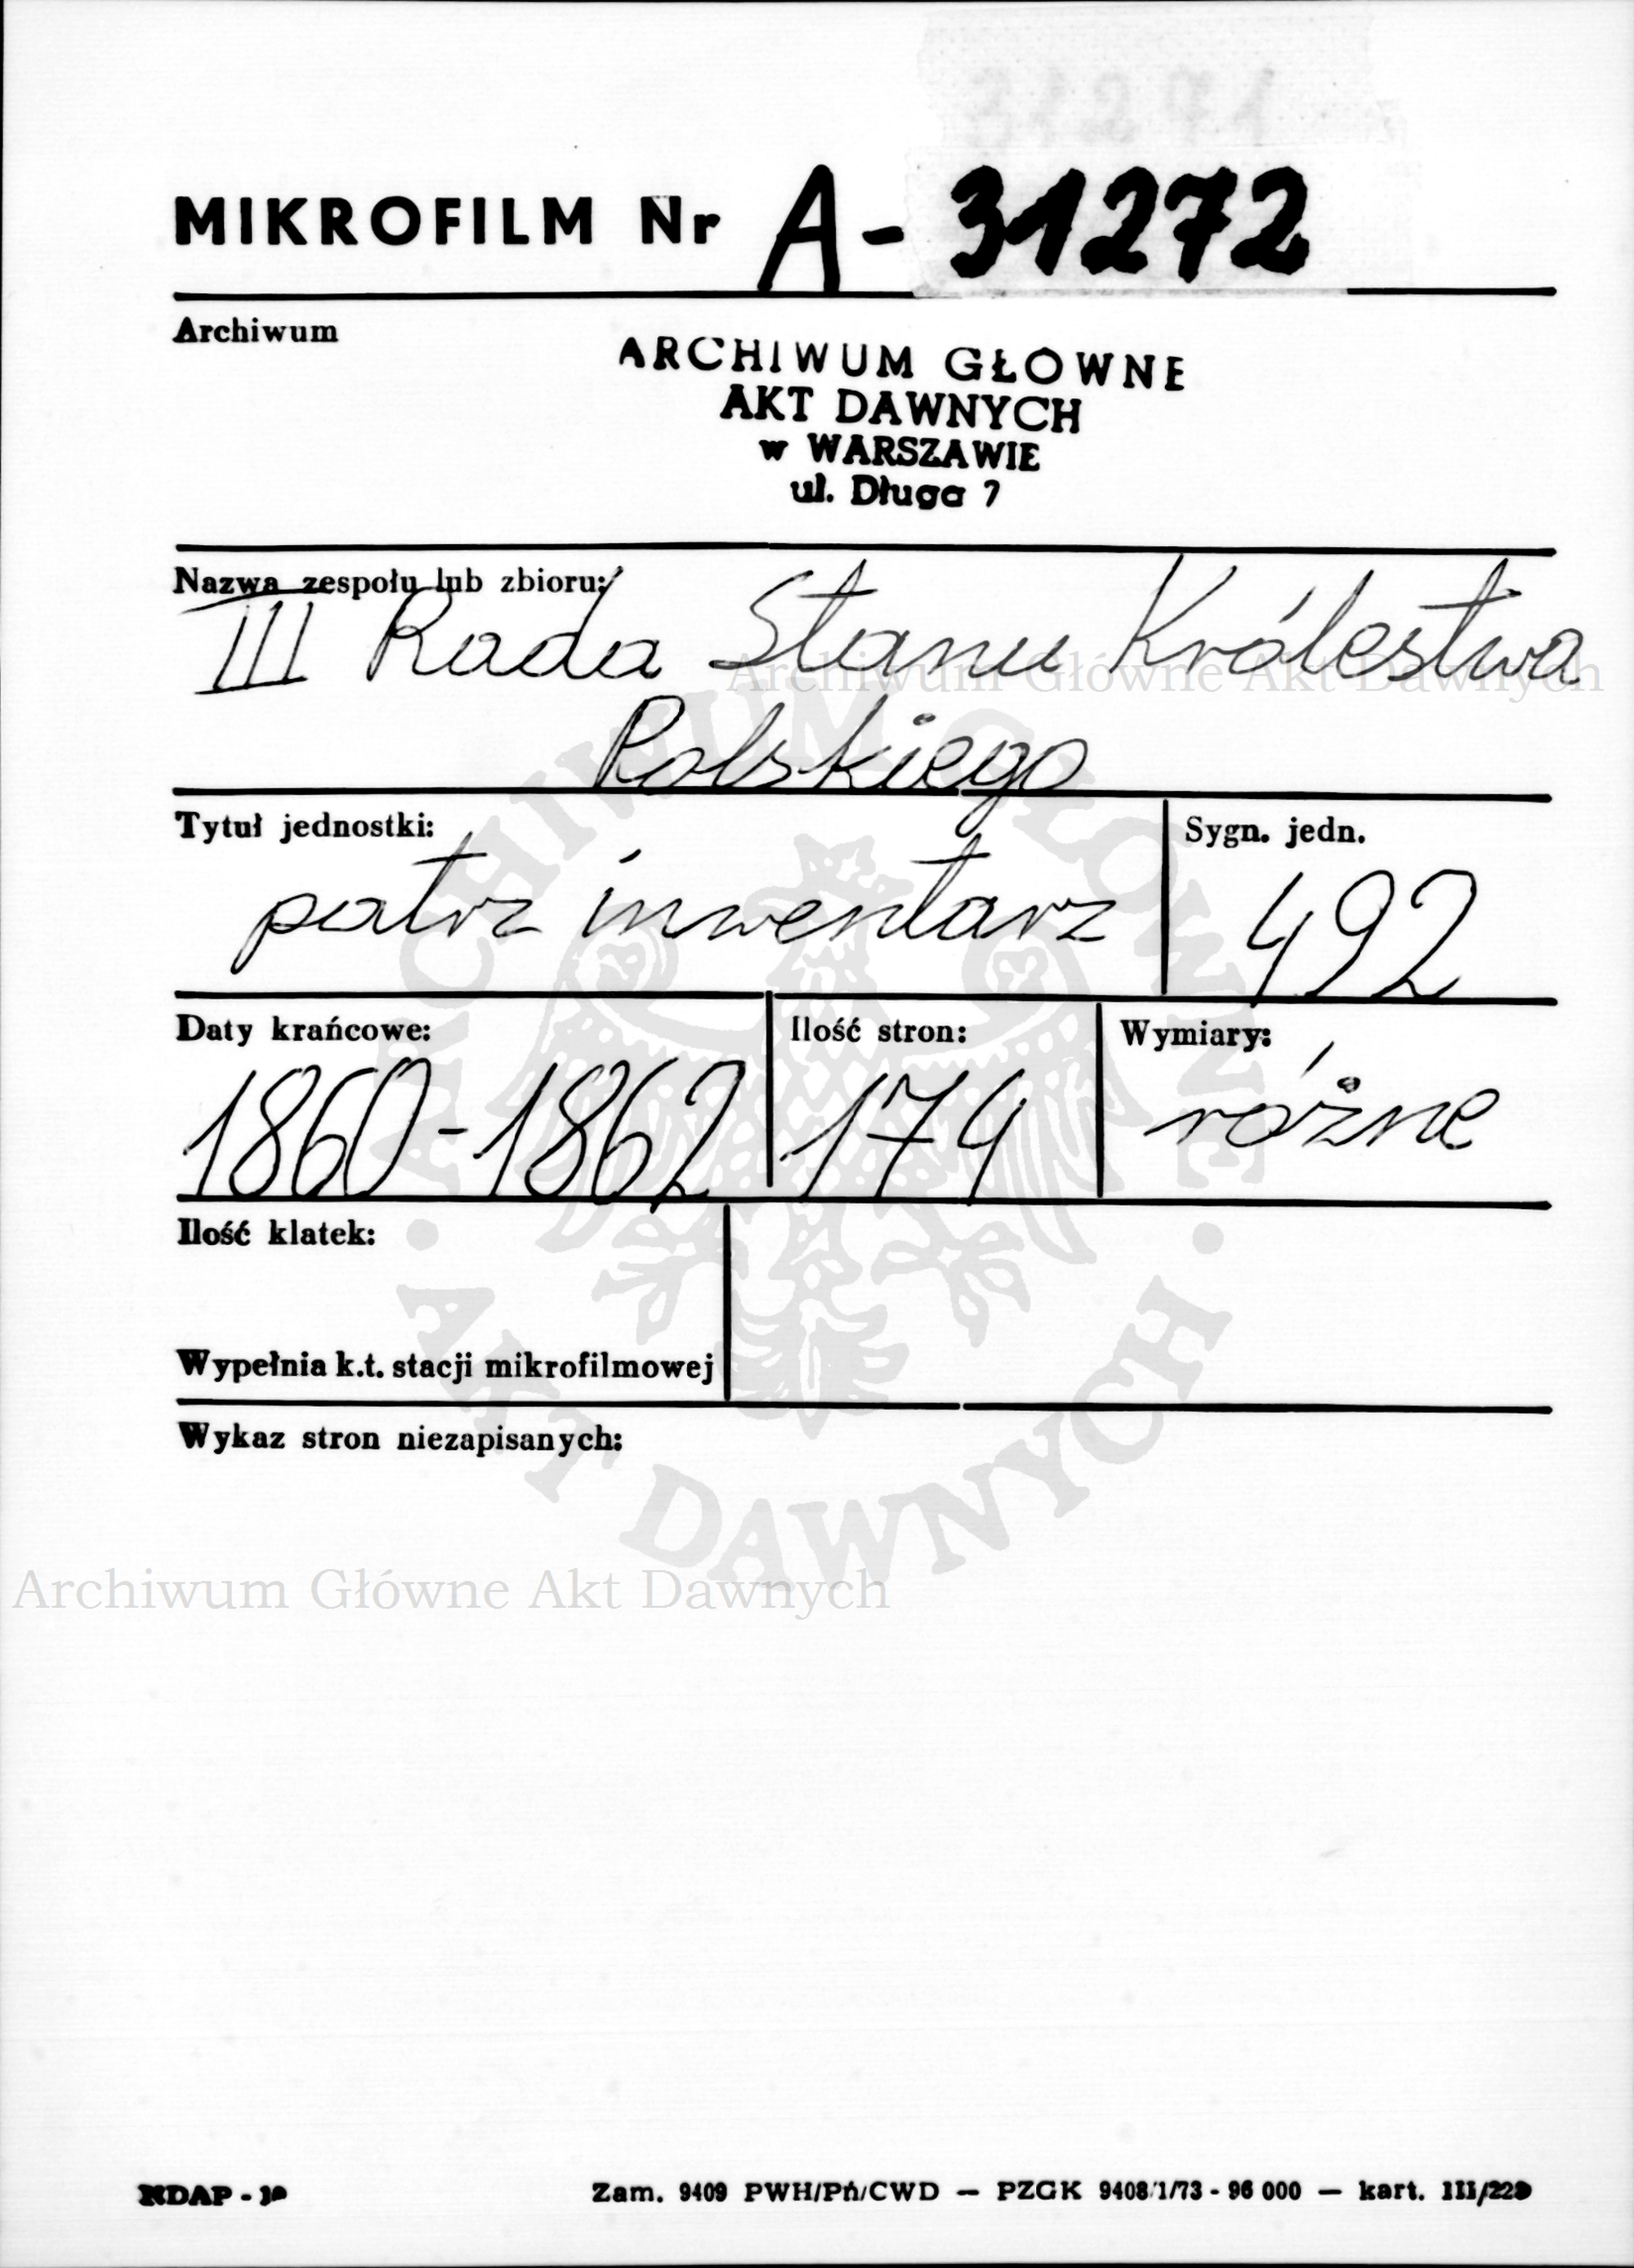 MIKROFILM Nr A-31272
Archiwum
ARCHIWUM GŁOWNE
AKT DAWNYCH
w WARSZAWIE
ul. Długa 7
Nazwa zespołu lub zbioru:
III Rada Stanu Królestwa
Polskiego
Tytuł jednostki:
patrz inwentarz
Sygn. jedn.
492
Daty krańcowe:
1860-1862
Ilość stron:
174
Wymiary:
różne
Ilość klatek:
Wypełnia k.t. stacji mikrofilmowej
Wykaz stron niezapisanych:
Archiwum Główne Akt Dawnych
Archiwum Główne Akt Dawnych
ARCHIWUM GŁÓWNE · AKT DAWNYCH ·
NDAP -
Zam. 9409 PWH/Pń/CWD — PZGK 9408/1/73 - 96 000 — kart. III/229